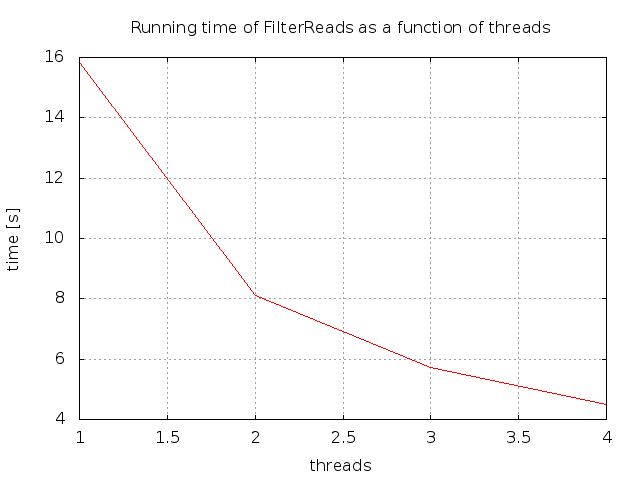 Running time of FilterReads as a function of threads
16
14
12
10
8
6
4
time [s]
1 1.5 2 2.5 3 3.5 4
threads